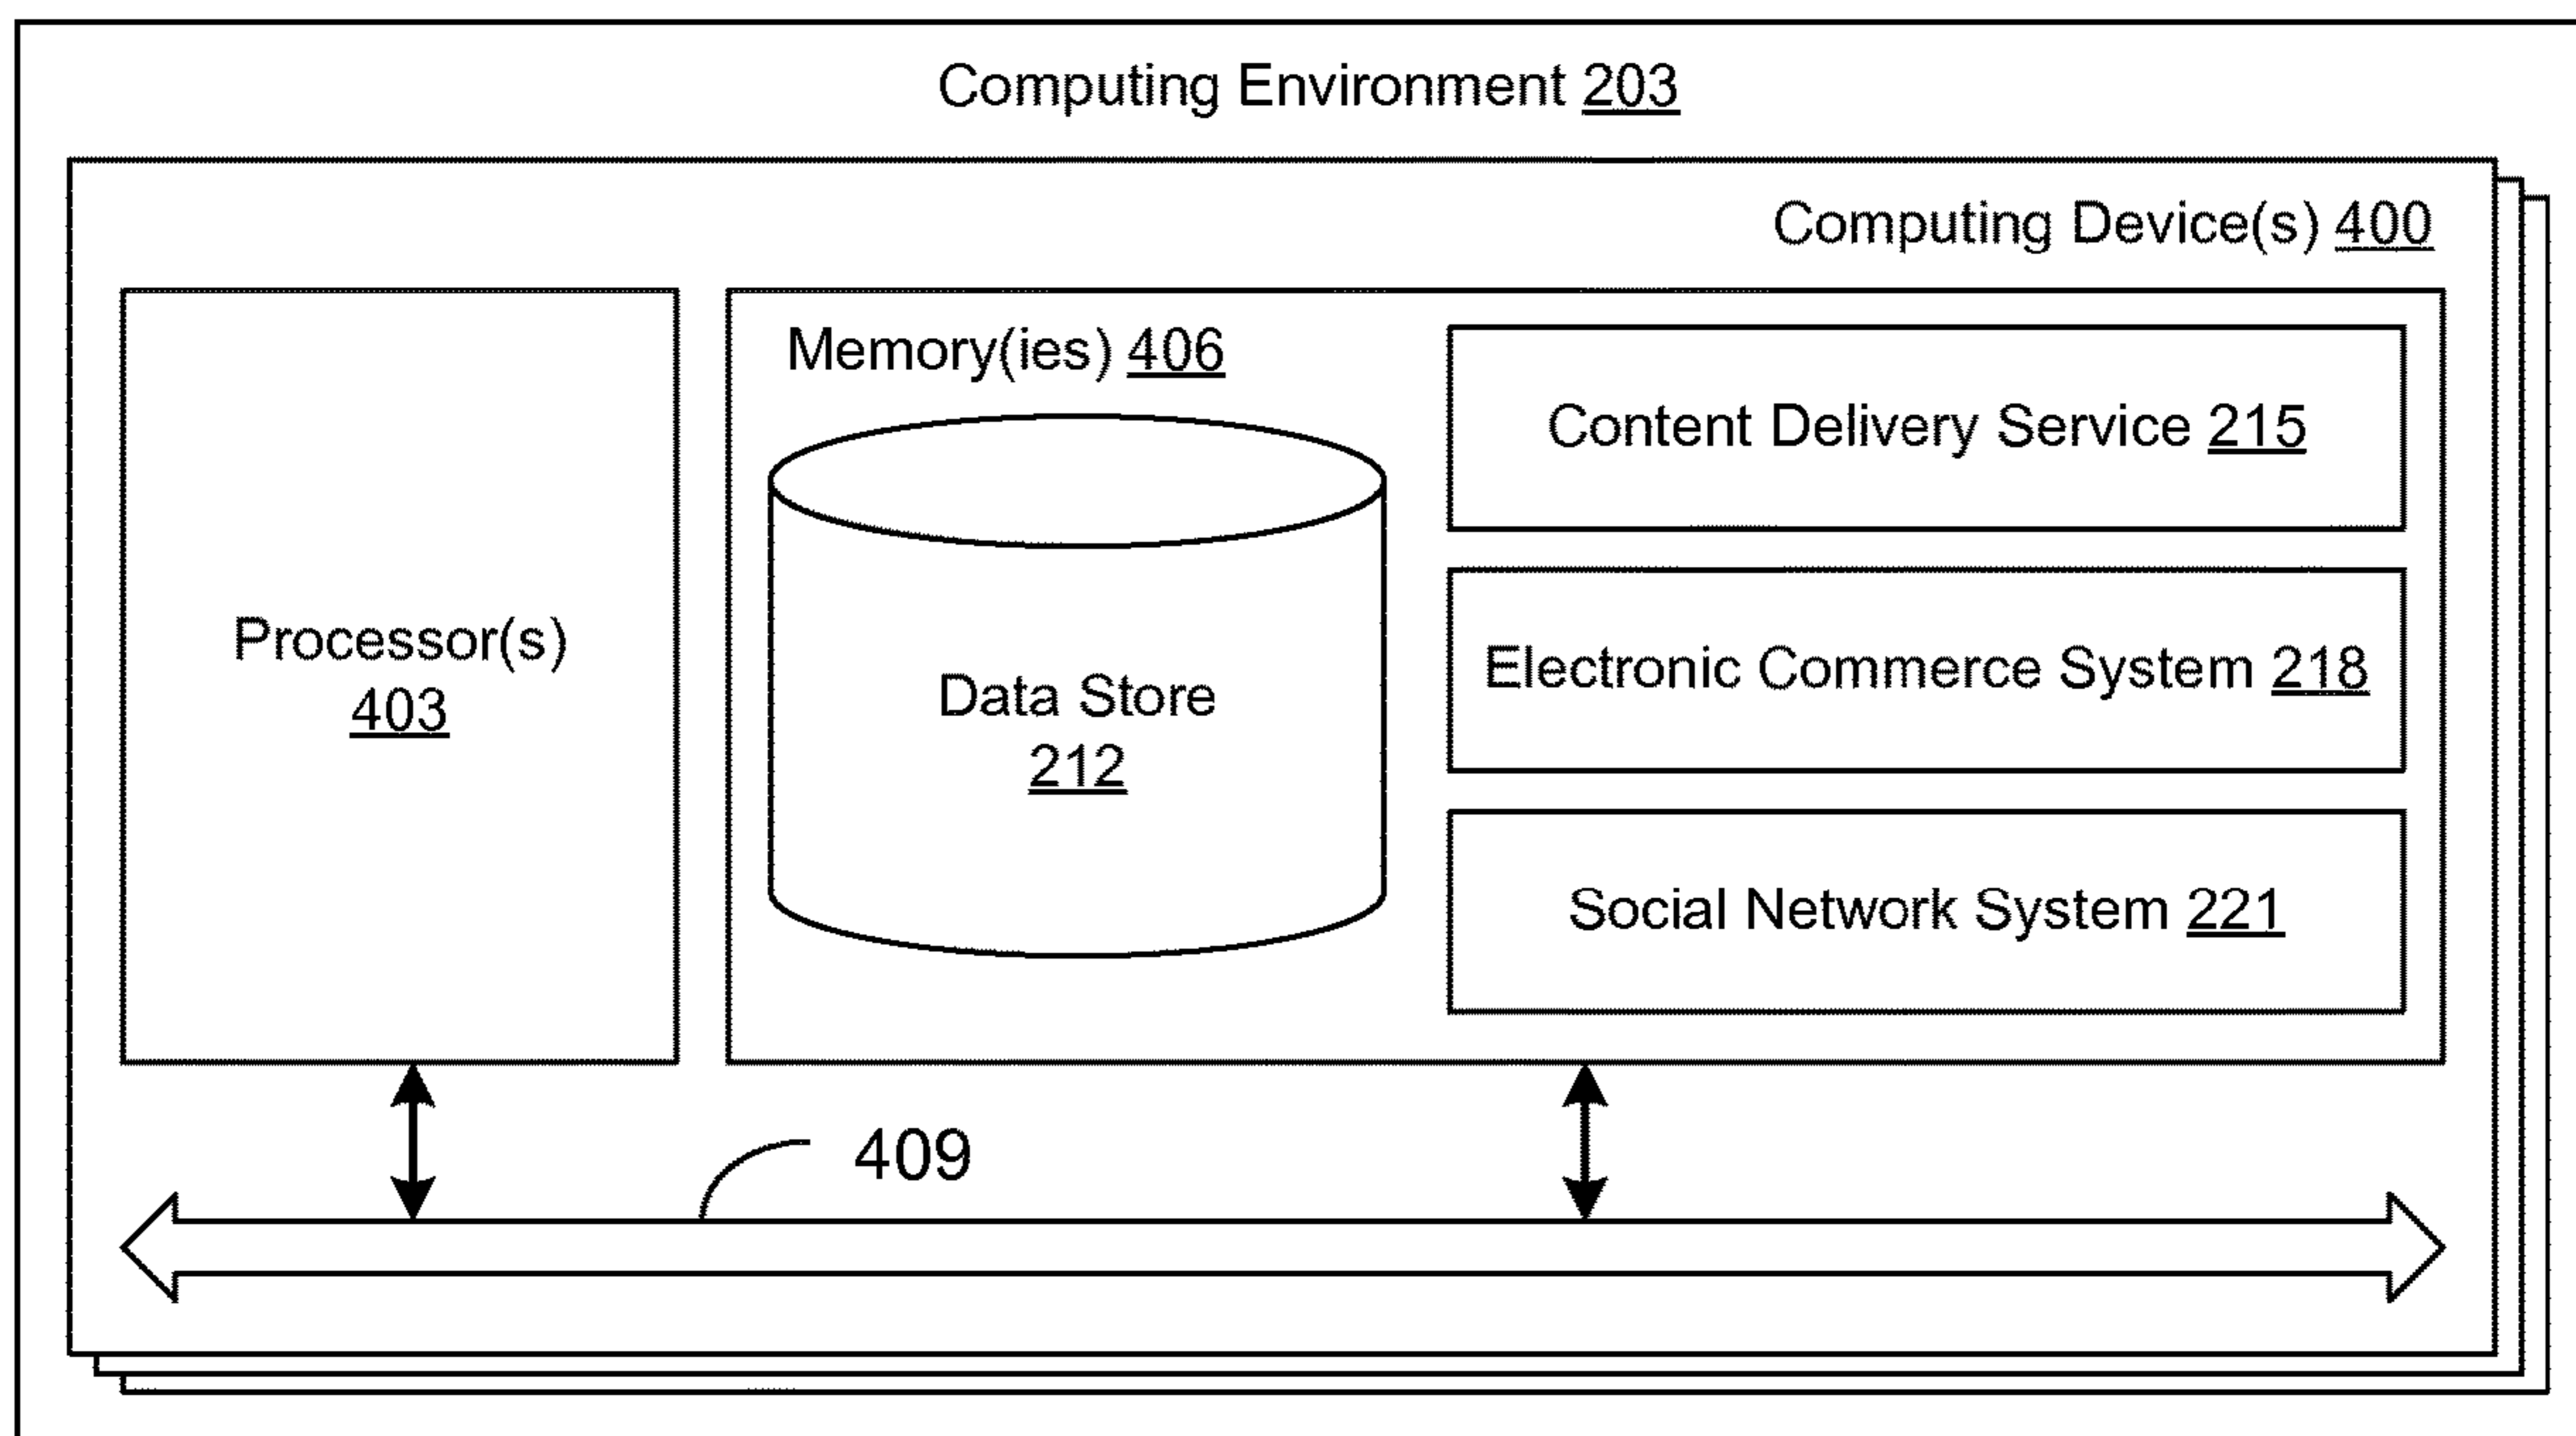 Computing Environment 203
Computing Device(s) 400
Processor(s)
403
Memory(ies) 406
Data Store
212
Content Delivery Service 215
Electronic Commerce System 218
Social Network System 221
409